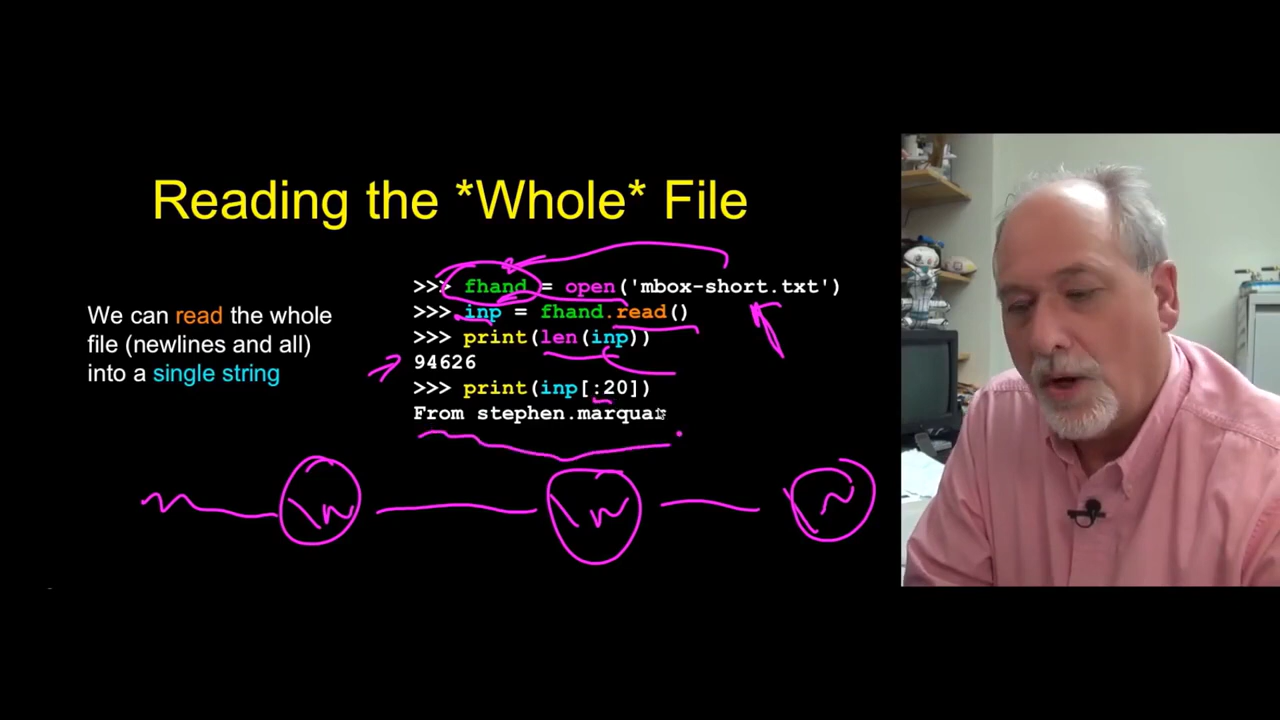 Reading the *Whole* File
We can read the whole
file (newlines and all)
into a single string
>>> fhand = open('mbox-short.txt')
>>> inp = fhand.read()
>>> print(len(inp))
94626
>>> print(inp[:20])
From stephen.marquar
\n \n \n